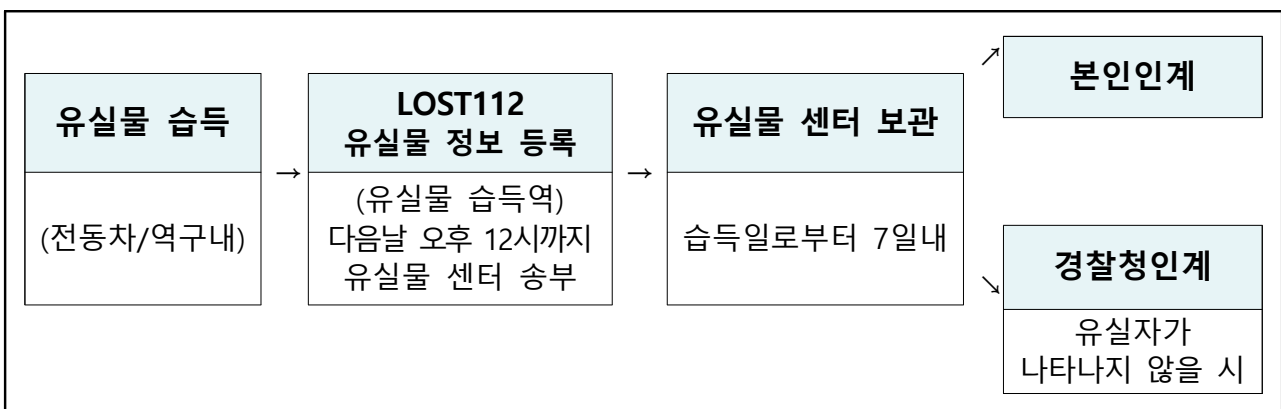 유실물 습득
(전동차/역구내)
→
LOST112
유실물 정보 등록
(유실물 습득역)
다음날 오후 12시까지
유실물 센터 송부
→
유실물 센터 보관
습득일로부터 7일내
↗
본인인계
↘
경찰청인계
유실자가
나타나지 않을 시